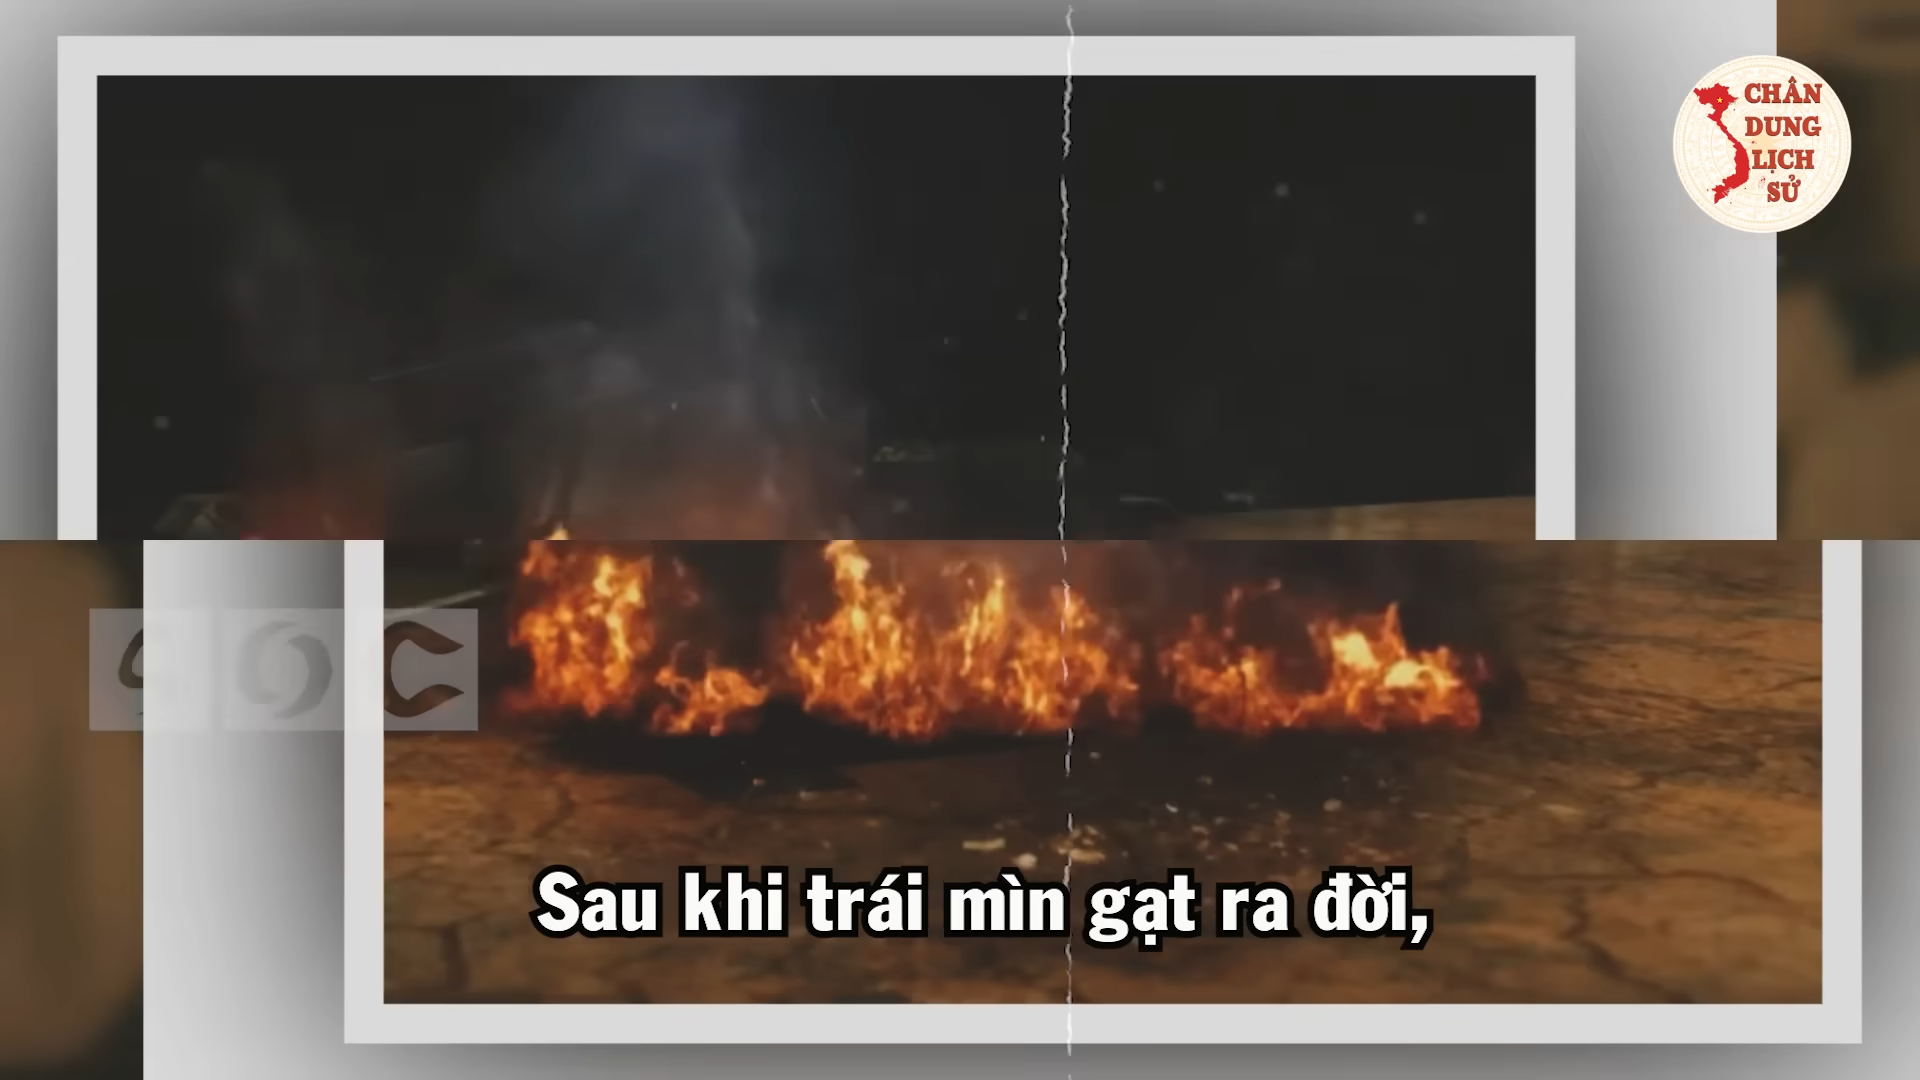 CHÂN
DUNG
LỊCH
SỬ
Sau khi trái mìn gạt ra đời,